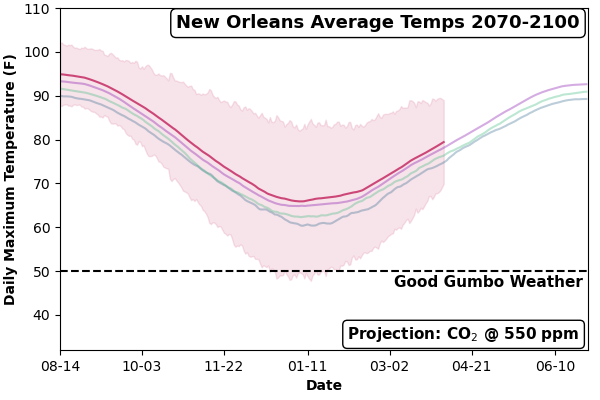 New Orleans Average Temps 2070-2100
Daily Maximum Temperature (F)
110
100
90
80
70
60
50
40
Good Gumbo Weather
Projection: CO₂ @ 550 ppm
08-14 10-03 11-22 01-11 03-02 04-21 06-10
Date